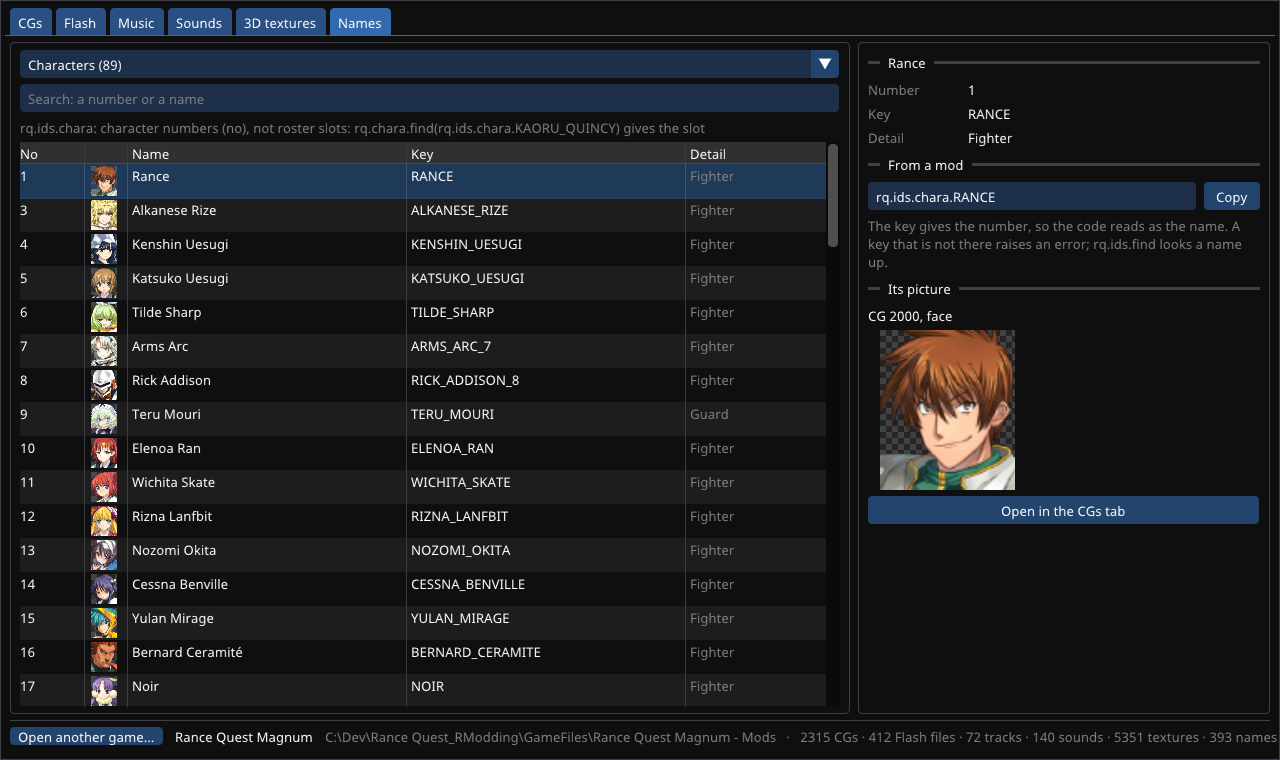 CGs Flash Music Sounds 3D textures Names
Characters (89)
Search: a number or a name
rq.ids.chara: character numbers (no), not roster slots: rq.chara.find(rq.ids.chara.KAORU_QUINCY) gives the slot
No Name Key Detail
1 Rance RANCE Fighter
3 Alkanese Rize ALKANESE_RIZE Fighter
4 Kenshin Uesugi KENSHIN_UESUGI Fighter
5 Katsuko Uesugi KATSUKO_UESUGI Fighter
6 Tilde Sharp TILDE_SHARP Fighter
7 Arms Arc ARMS_ARC_7 Fighter
8 Rick Addison RICK_ADDISON_8 Fighter
9 Teru Mouri TERU_MOURI Guard
10 Elenoa Ran ELENOA_RAN Fighter
11 Wichita Skate WICHITA_SKATE Fighter
12 Rizna Lanfbit RIZNA_LANFBIT Fighter
13 Nozomi Okita NOZOMI_OKITA Fighter
14 Cessna Benville CESSNA_BENVILLE Fighter
15 Yulan Mirage YULAN_MIRAGE Fighter
16 Bernard Ceramité BERNARD_CERAMITE Fighter
17 Noir NOIR Fighter
Rance
Number 1
Key RANCE
Detail Fighter
From a mod
rq.ids.chara.RANCE Copy
The key gives the number, so the code reads as the name. A
key that is not there raises an error; rq.ids.find looks a name
up.
Its picture
CG 2000, face
Open in the CGs tab
Open another game... Rance Quest Magnum C:\Dev\Rance Quest_RModding\GameFiles\Rance Quest Magnum - Mods · 2315 CGs · 412 Flash files · 72 tracks · 140 sounds · 5351 textures · 393 names